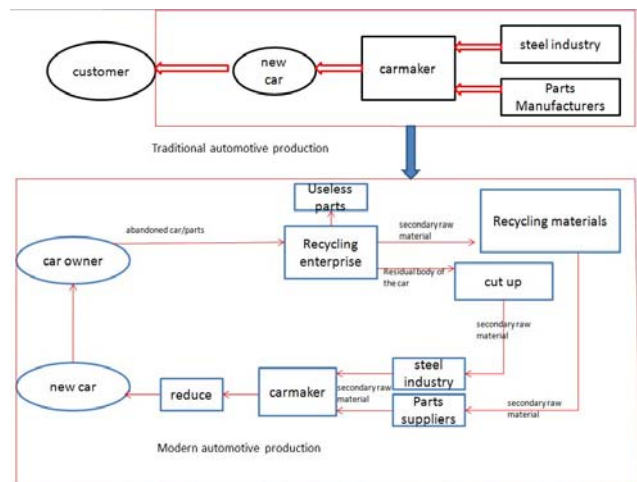 customer
new
car
carmaker
steel industry
Parts
Manufacturers
Traditional automotive production
Useless
parts
abandoned car/parts
Recycling
enterprise
secondary raw
material
Recycling materials
Residual body of
the car
cut up
car owner
secondary raw
material
new car
reduce
carmaker
secondary raw
material
steel
industry
Parts
suppliers
secondary raw
material
Modern automotive production